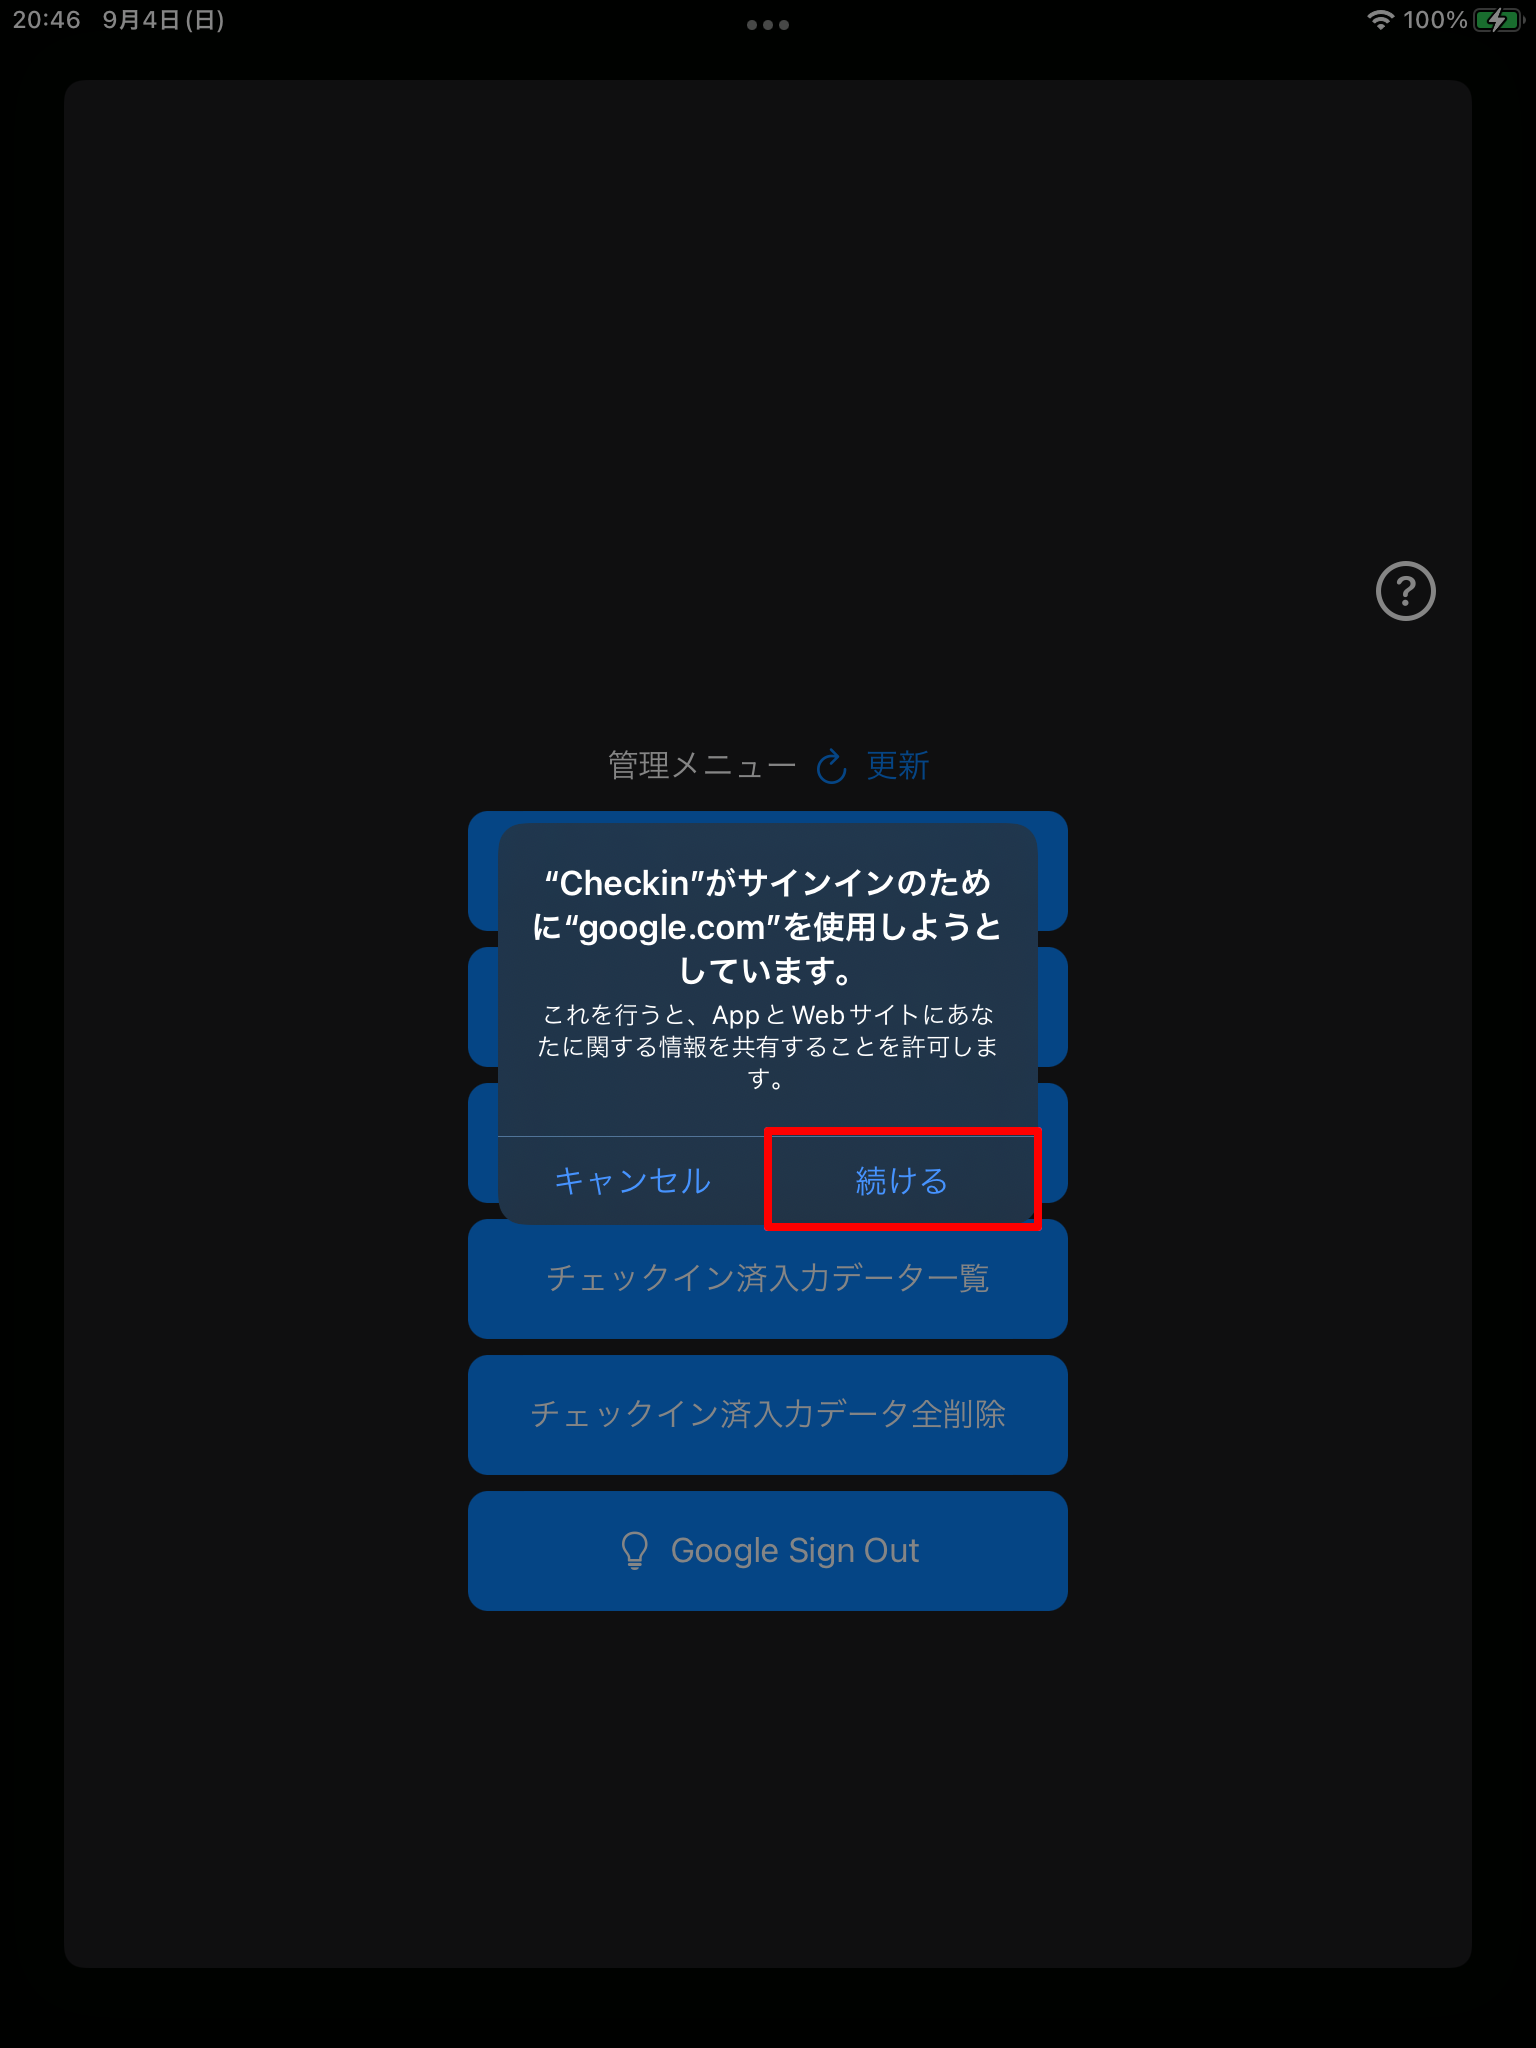 20:46 9月4日(日)
100%
管理メニュー 更新
“Checkin”がサインインのため
に“google.com”を使用しようと
しています。
これを行うと、AppとWebサイトにあな
たに関する情報を共有することを許可しま
す。
キャンセル 続ける
チェックイン済入力データ一覧
チェックイン済入力データ全削除
Google Sign Out